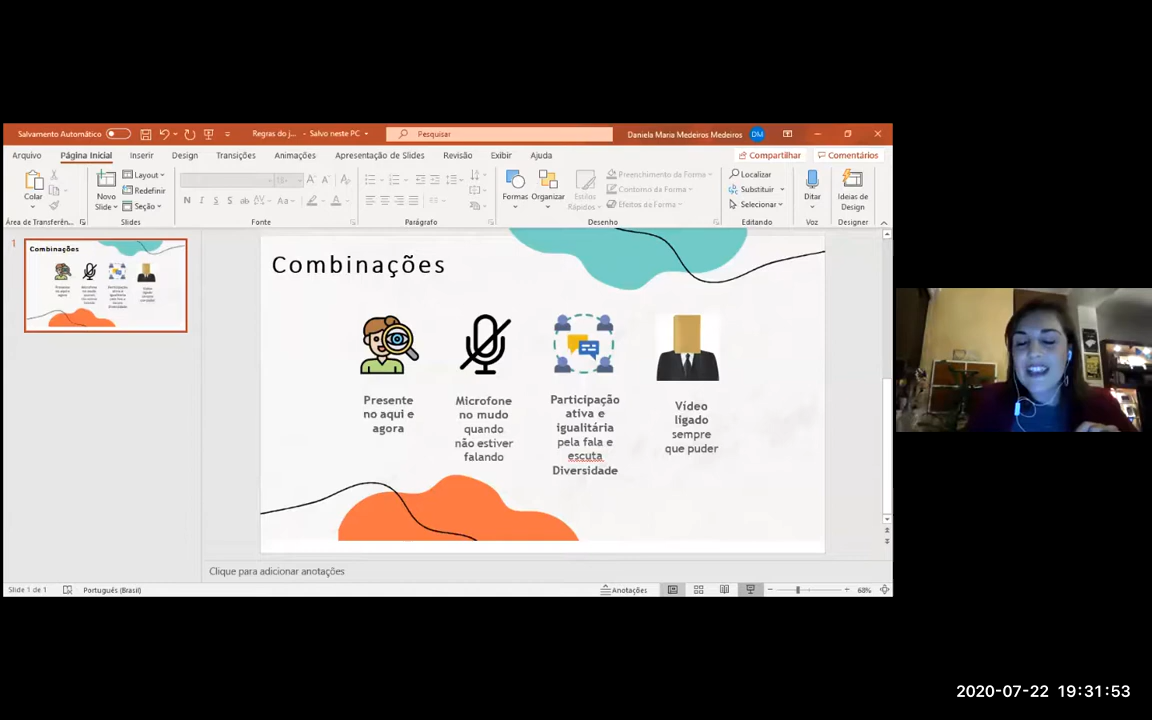 Salvamento Automático
Regras do j... - Salvo neste PC
Pesquisar
Daniela Maria Medeiros Medeiros
DM
Arquivo
Página Inicial
Inserir
Design
Transições
Animações
Apresentação de Slides
Revisão
Exibir
Ajuda
Compartilhar
Comentários
Colar
Novo
Slide
Layout
Redefinir
Seção
Formas
Organizar
Estilos
Rápidos
Preenchimento da Forma
Contorno da Forma
Efeitos de Forma
Localizar
Substituir
Selecionar
Ditar
Ideias de
Design
Área de Transferên...
Slides
Fonte
Parágrafo
Desenho
Editando
Voz
Designer
1
Combinações
Combinações
Presente
no aqui e
agora
Microfone
no mudo
quando
não estiver
falando
Participação
ativa e
igualitária
pela fala e
escuta
Diversidade
Vídeo
ligado
sempre
que puder
Clique para adicionar anotações
Slide 1 de 1
Português (Brasil)
Anotações
68%
2020-07-22 19:31:53